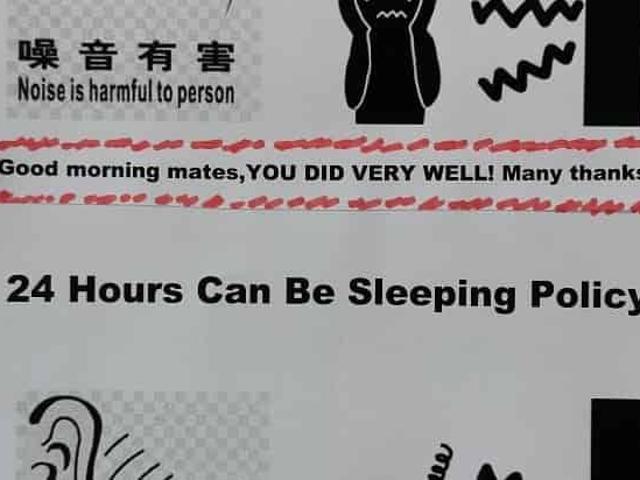 噪音有害
Noise is harmful to person
Good morning mates,YOU DID VERY WELL! Many thanks
24 Hours Can Be Sleeping Policy